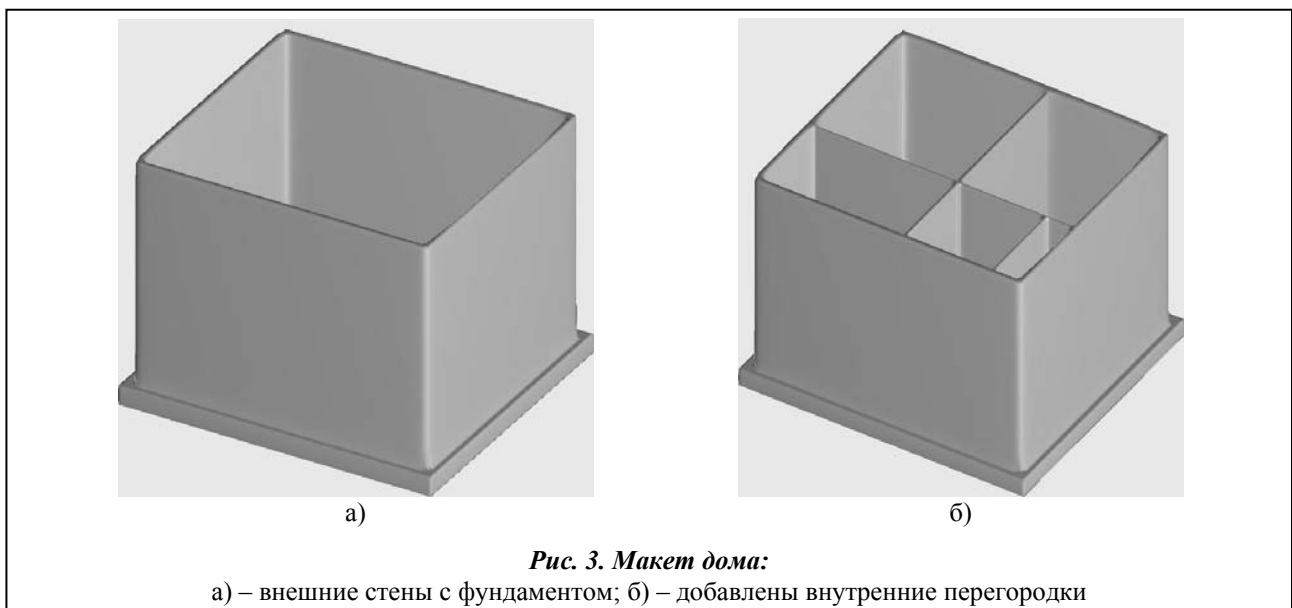 а)
б)
Рис. 3. Макет дома:
а) – внешние стены с фундаментом; б) – добавлены внутренние перегородки